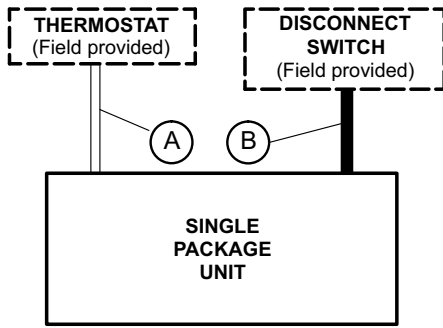 THERMOSTAT
(Field provided)
DISCONNECT
SWITCH
(Field provided)
A
B
SINGLE
PACKAGE
UNIT